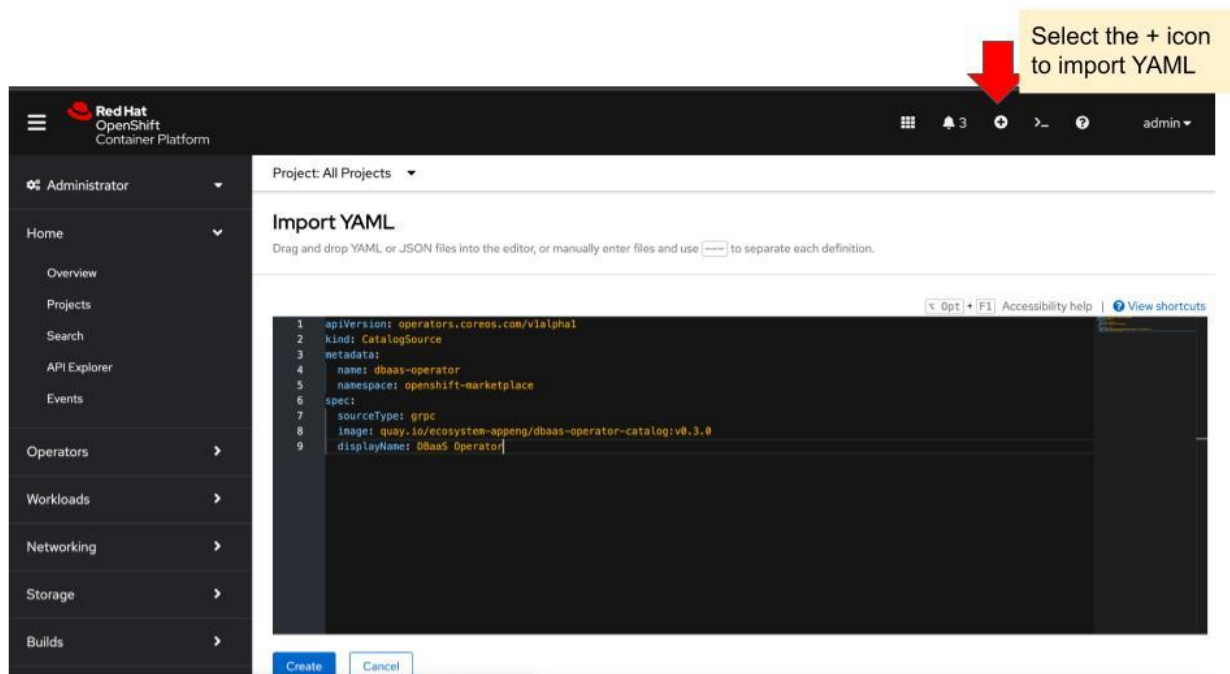 Select the + icon
to import YAML
Red Hat
OpenShift
Container Platform
3
admin
Administrator
Project: All Projects
Home
Import YAML
Drag and drop YAML or JSON files into the editor, or manually enter files and use --- to separate each definition.
Overview
Projects
Search
API Explorer
Events
Operators
Workloads
Networking
Storage
Builds
⌥ Opt + F1 Accessibility help | View shortcuts
1 apiVersion: operators.coreos.com/v1alpha1
2 kind: CatalogSource
3 metadata:
4 name: dbaas-operator
5 namespace: openshift-marketplace
6 spec:
7 sourceType: grpc
8 image: quay.io/ecosystem-appeng/dbaas-operator-catalog:v0.3.0
9 displayName: DBaaS Operator
Create Cancel